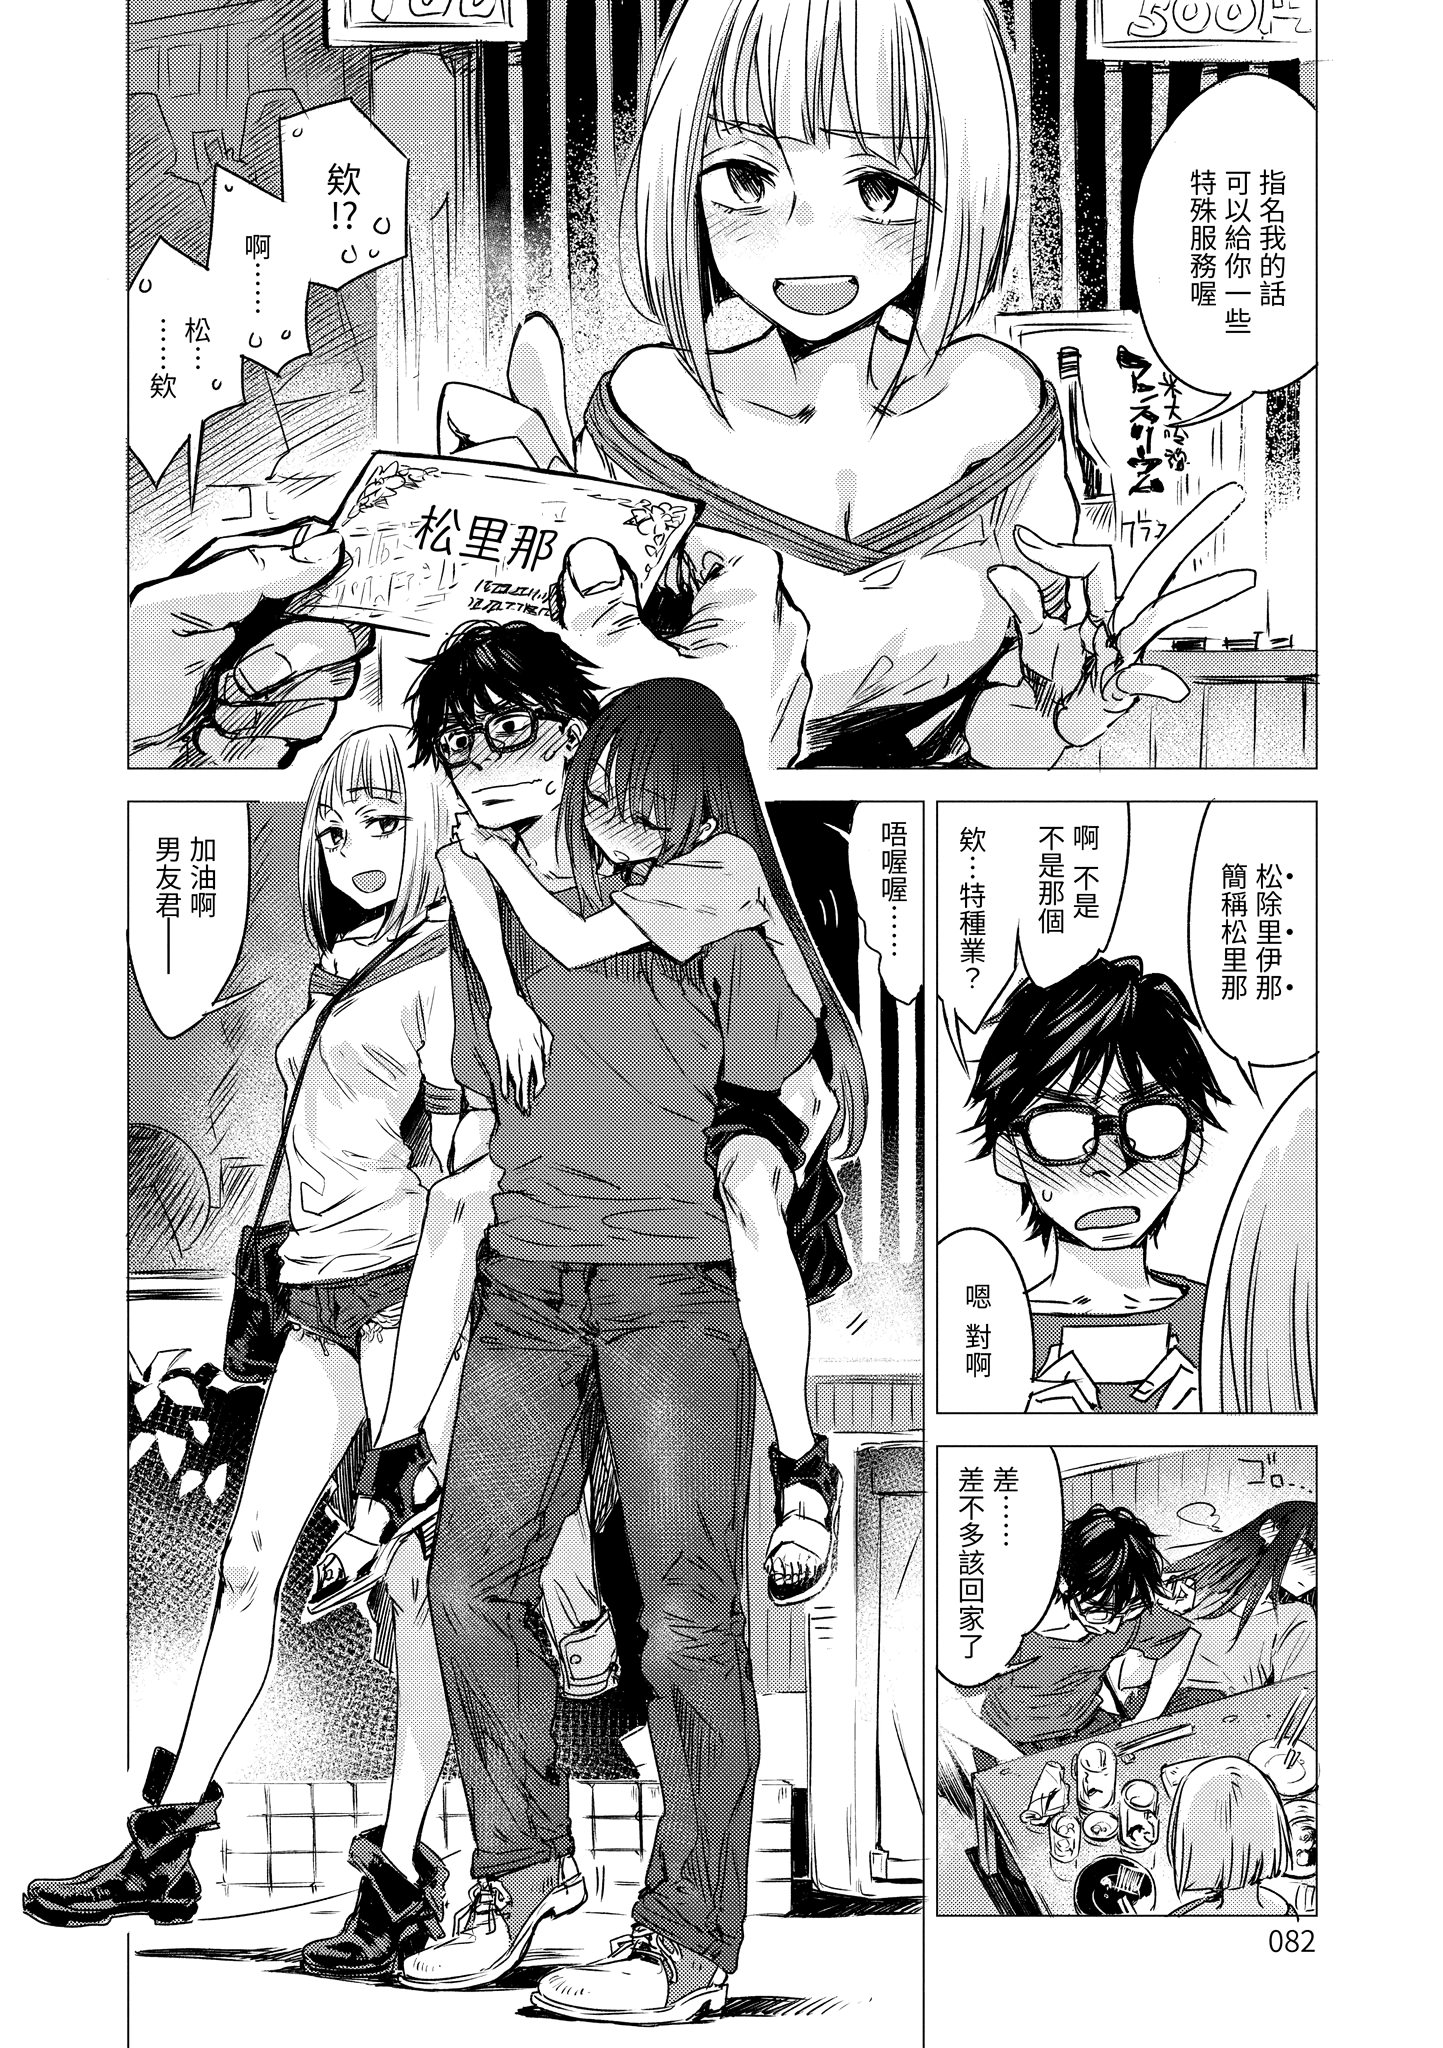 500円
指名我的話
可以給你一些
特殊服務喔
欸!?
啊……
松…
……欸
松里那
松除里伊那
簡稱松里那
啊 不是
不是那個
欸…特種業？
嗯 對啊
ゴロ…
差……
差不多該回家了
唔喔喔……
加油啊
男友君——
082